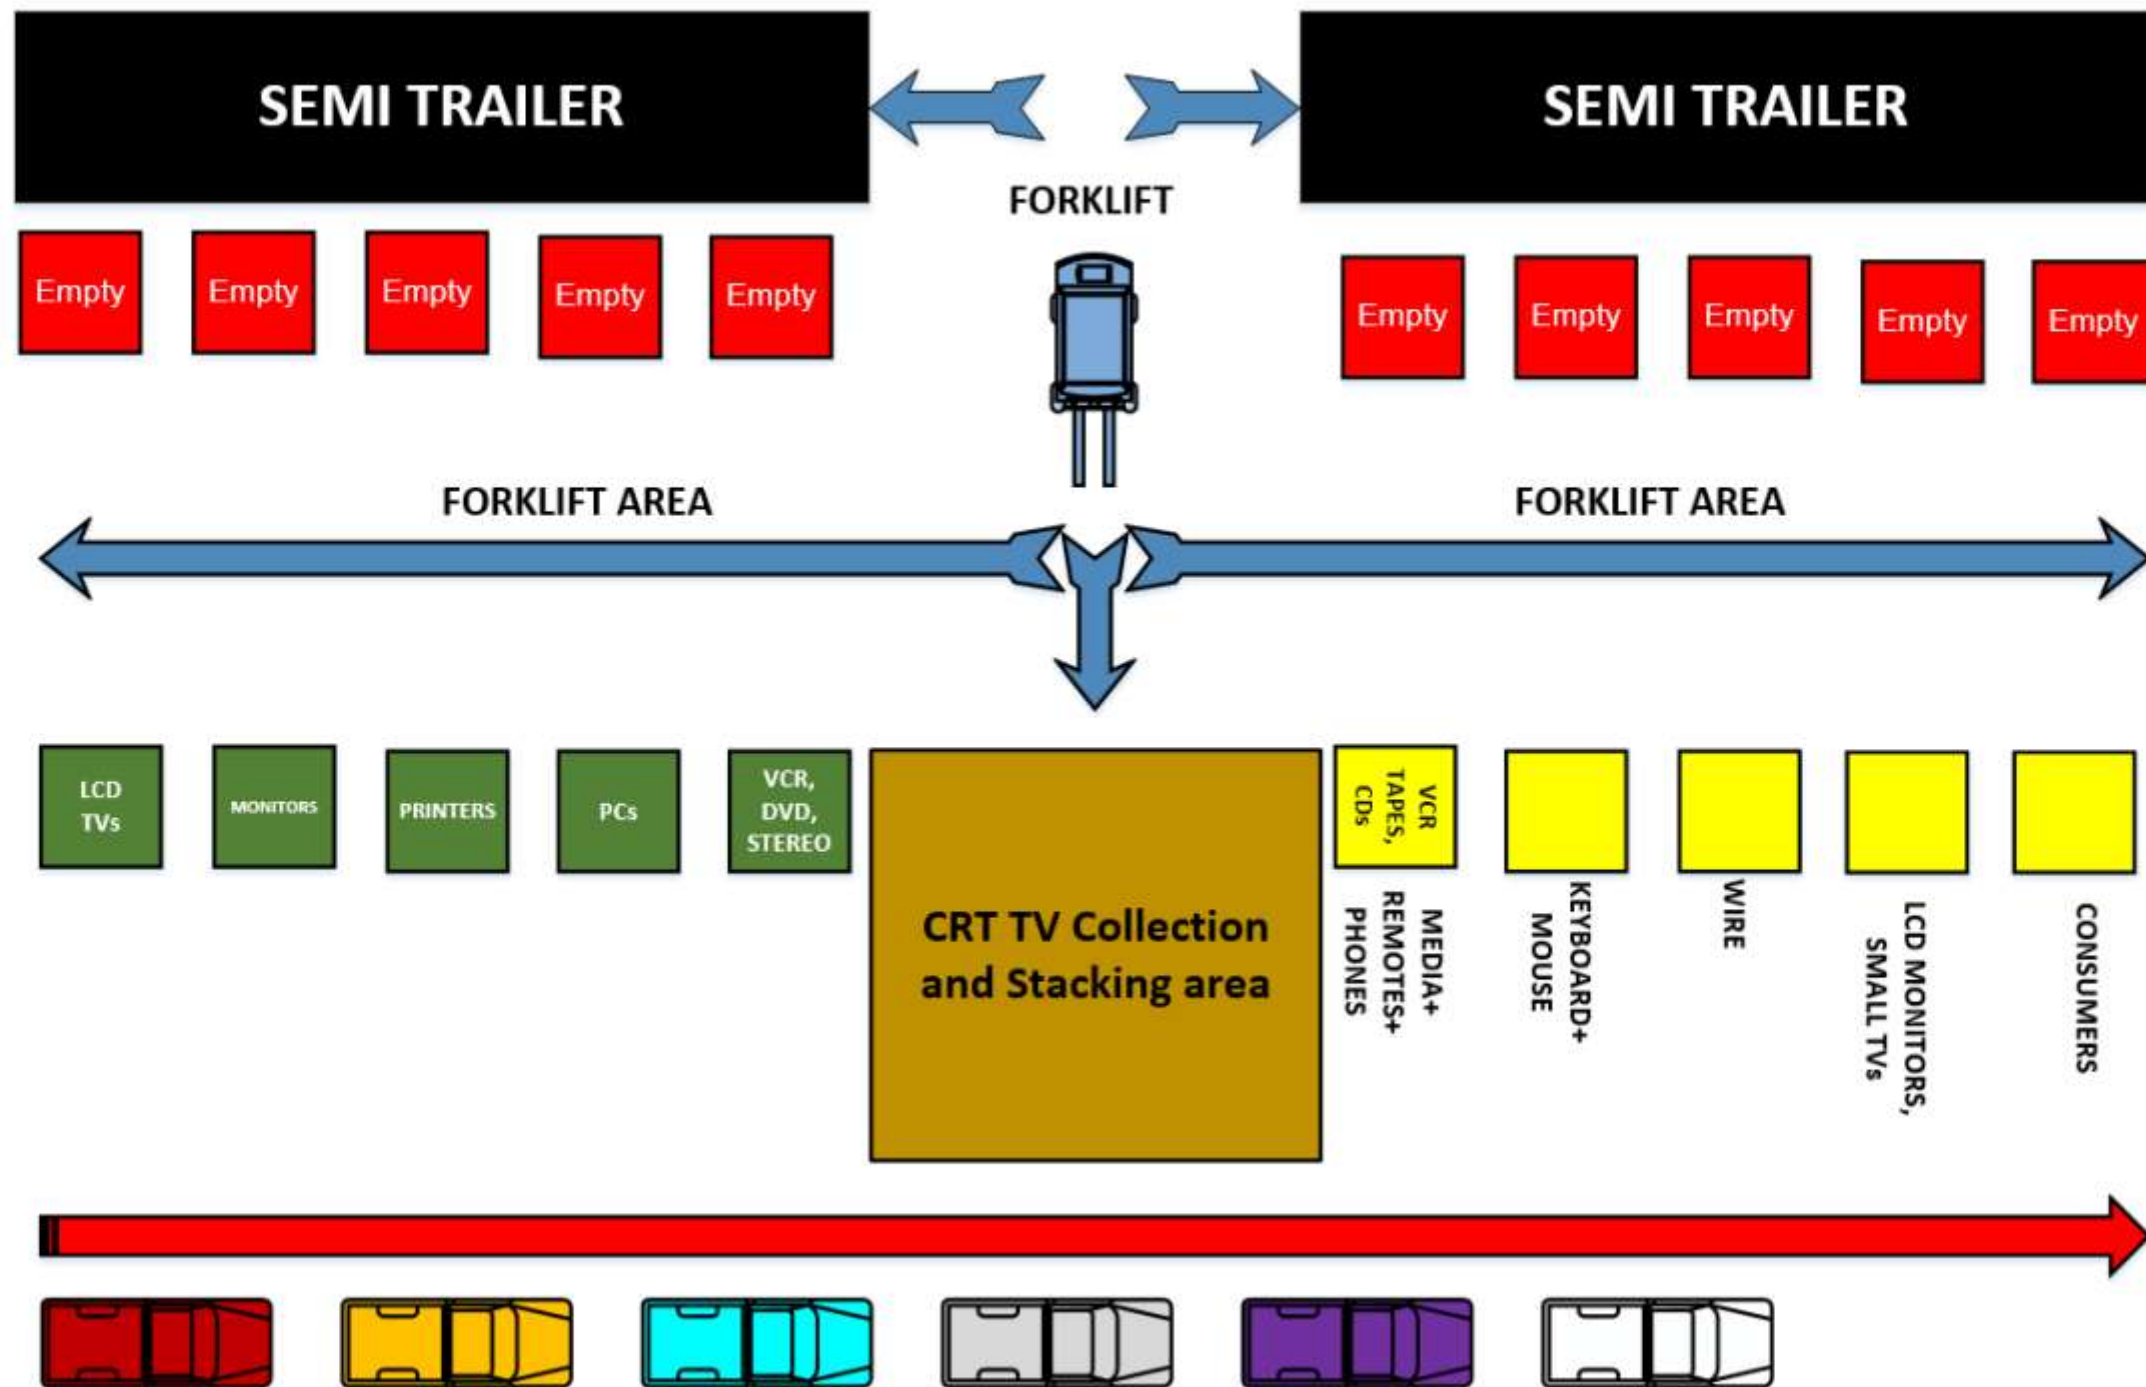 SEMI TRAILER
SEMI TRAILER
FORKLIFT
Empty
Empty
Empty
Empty
Empty
Empty
Empty
Empty
Empty
Empty
FORKLIFT AREA
FORKLIFT AREA
LCD
TVs
MONITORS
PRINTERS
PCs
VCR,
DVD,
STEREO
CRT TV Collection
and Stacking area
VCR
TAPES,
CDs
MEDIA+
REMOTES+
PHONES
KEYBOARD+
MOUSE
WIRE
LCD MONITORS,
SMALL TVs
CONSUMERS